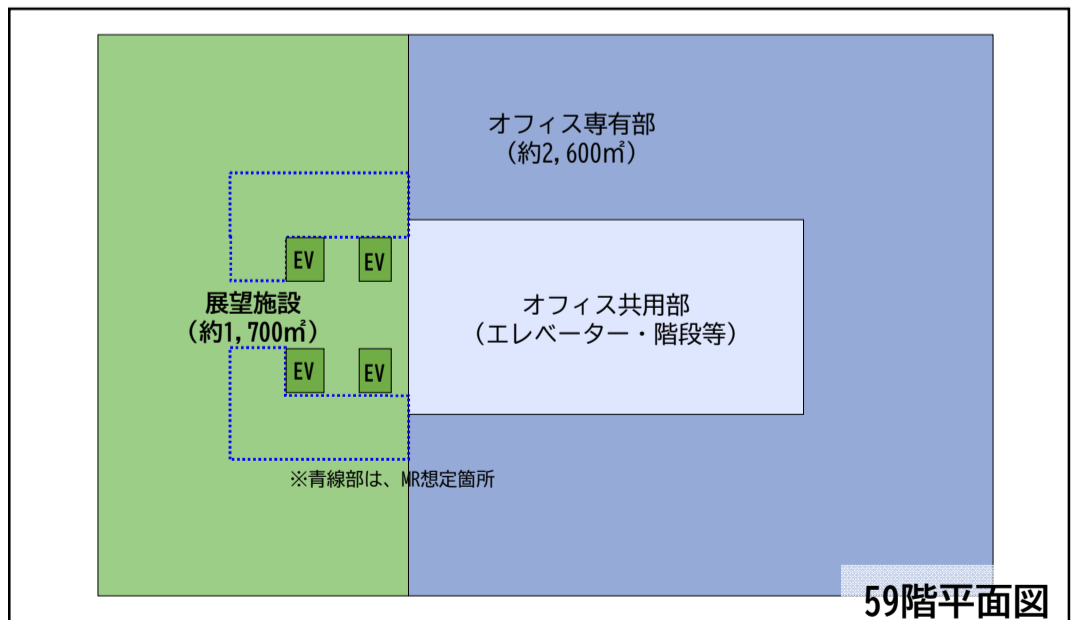 オフィス専有部
（約2,600㎡）
EV
EV
展望施設
（約1,700㎡）
オフィス共用部
（エレベーター・階段等）
EV
EV
※青線部は、MR想定箇所
59階平面図